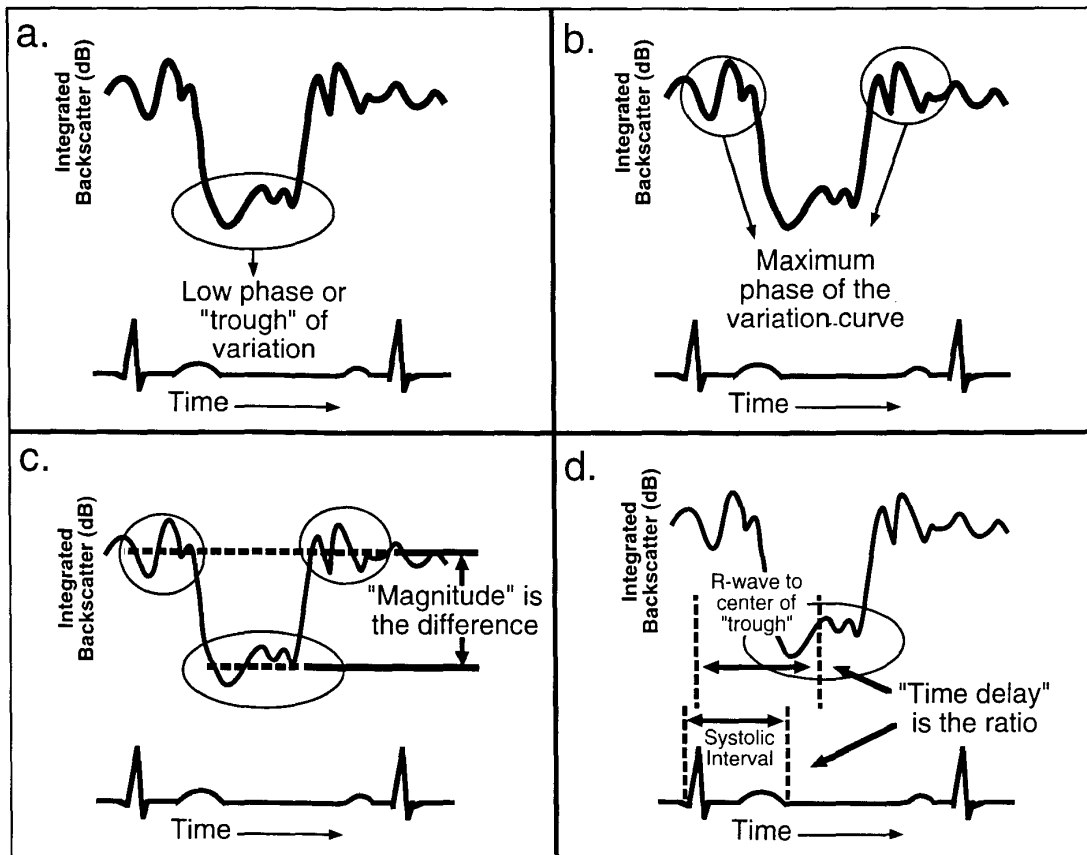 a.
Integrated
Backscatter (dB)
Low phase or
"trough" of
variation
Time
b.
Integrated
Backscatter (dB)
Maximum
phase of the
variation curve
Time
c.
Integrated
Backscatter (dB)
"Magnitude" is
the difference
Time
d.
Integrated
Backscatter (dB)
R-wave to
center of
"trough"
"Time delay"
is the ratio
Systolic
Interval
Time